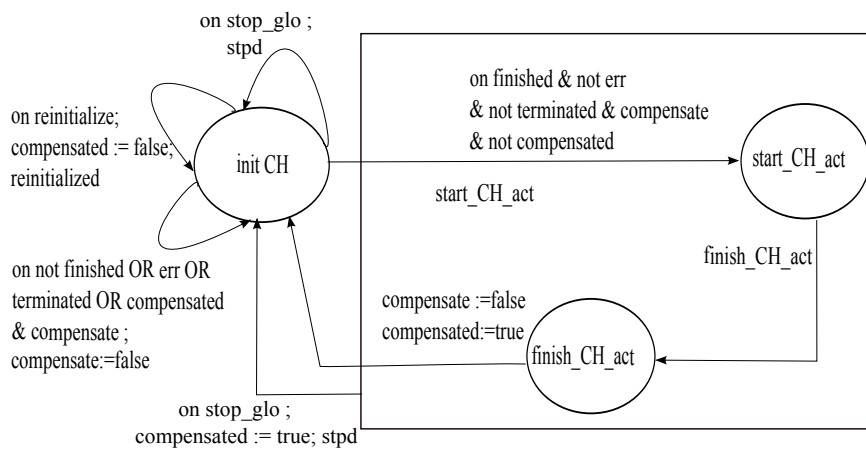 on stop_glo ;
stpd
on finished & not err
& not terminated & compensate
& not compensated
on reinitialize;
compensated := false;
reinitialized
init CH
start_CH_act
start_CH_act
finish_CH_act
on not finished OR err OR
terminated OR compensated
& compensate ;
compensate:=false
compensate :=false
compensated:=true
finish_CH_act
on stop_glo ;
compensated := true; stpd